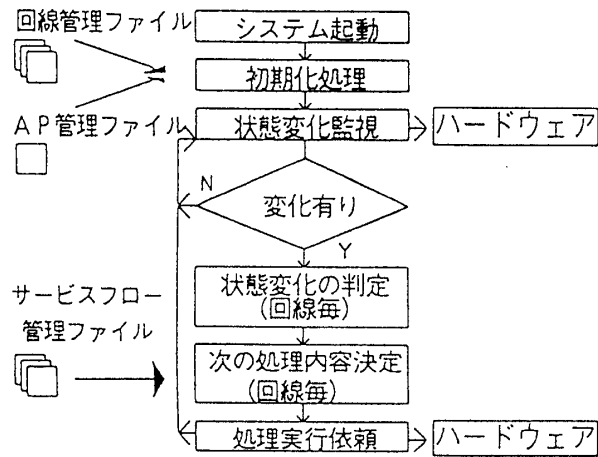 回線管理ファイル
システム起動
初期化処理
AP管理ファイル
状態変化監視
ハードウェア
N
変化有り
Y
状態変化の判定
(回線毎)
サービスフロー
管理ファイル
次の処理内容決定
(回線毎)
処理実行依頼
ハードウェア